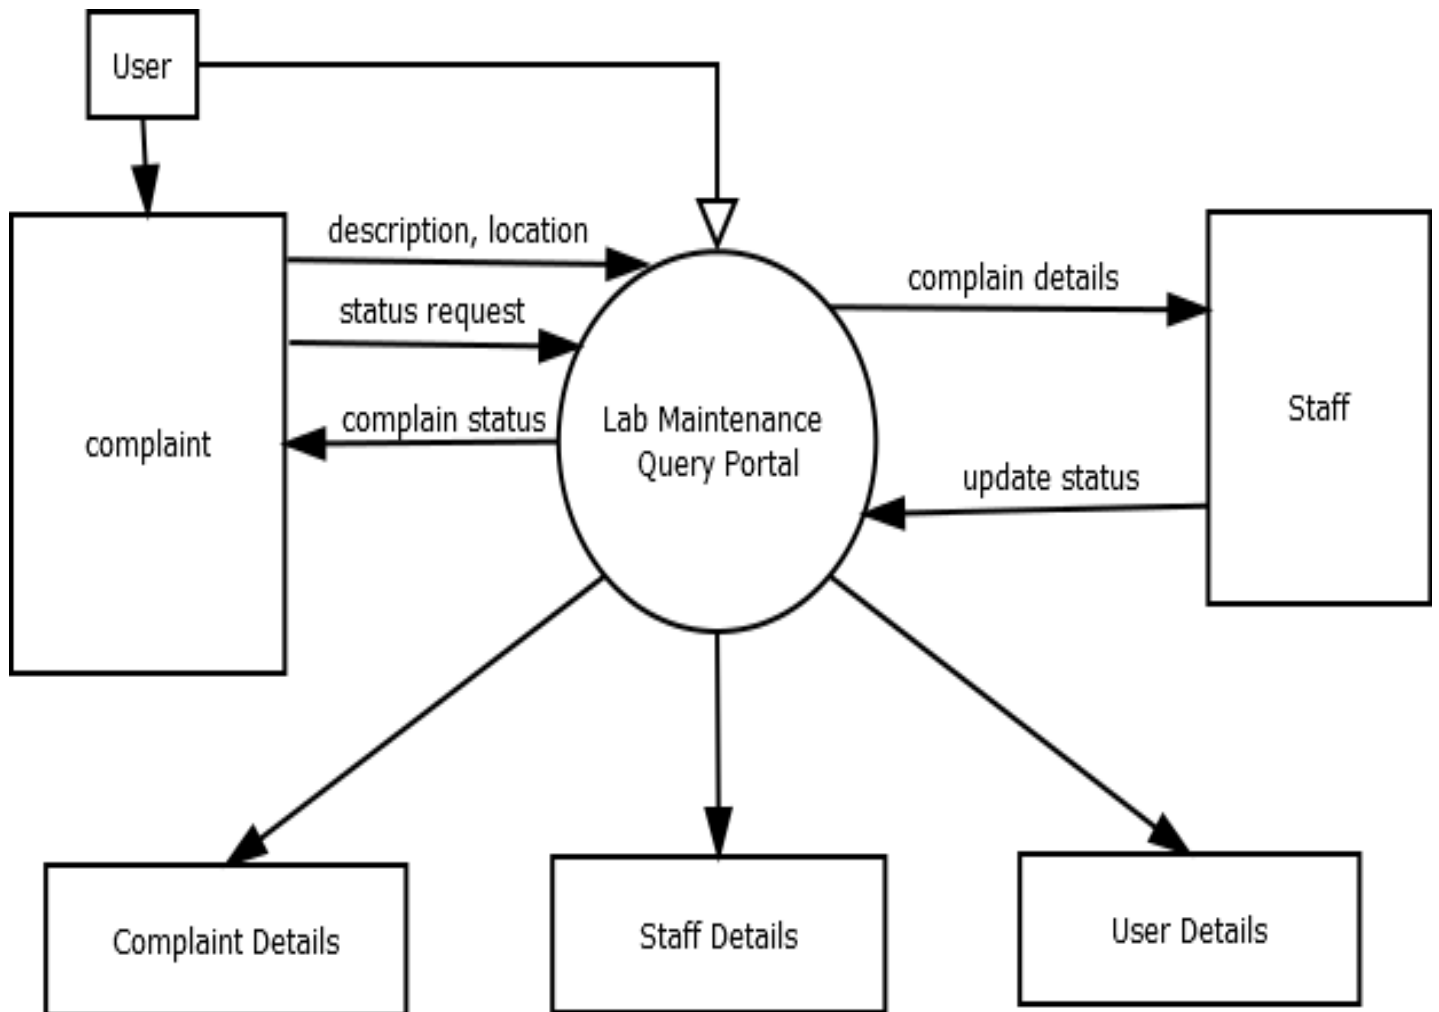 User
description, location
complain details
status request
complain status
Lab Maintenance
Query Portal
Staff
complaint
update status
Complaint Details
Staff Details
User Details